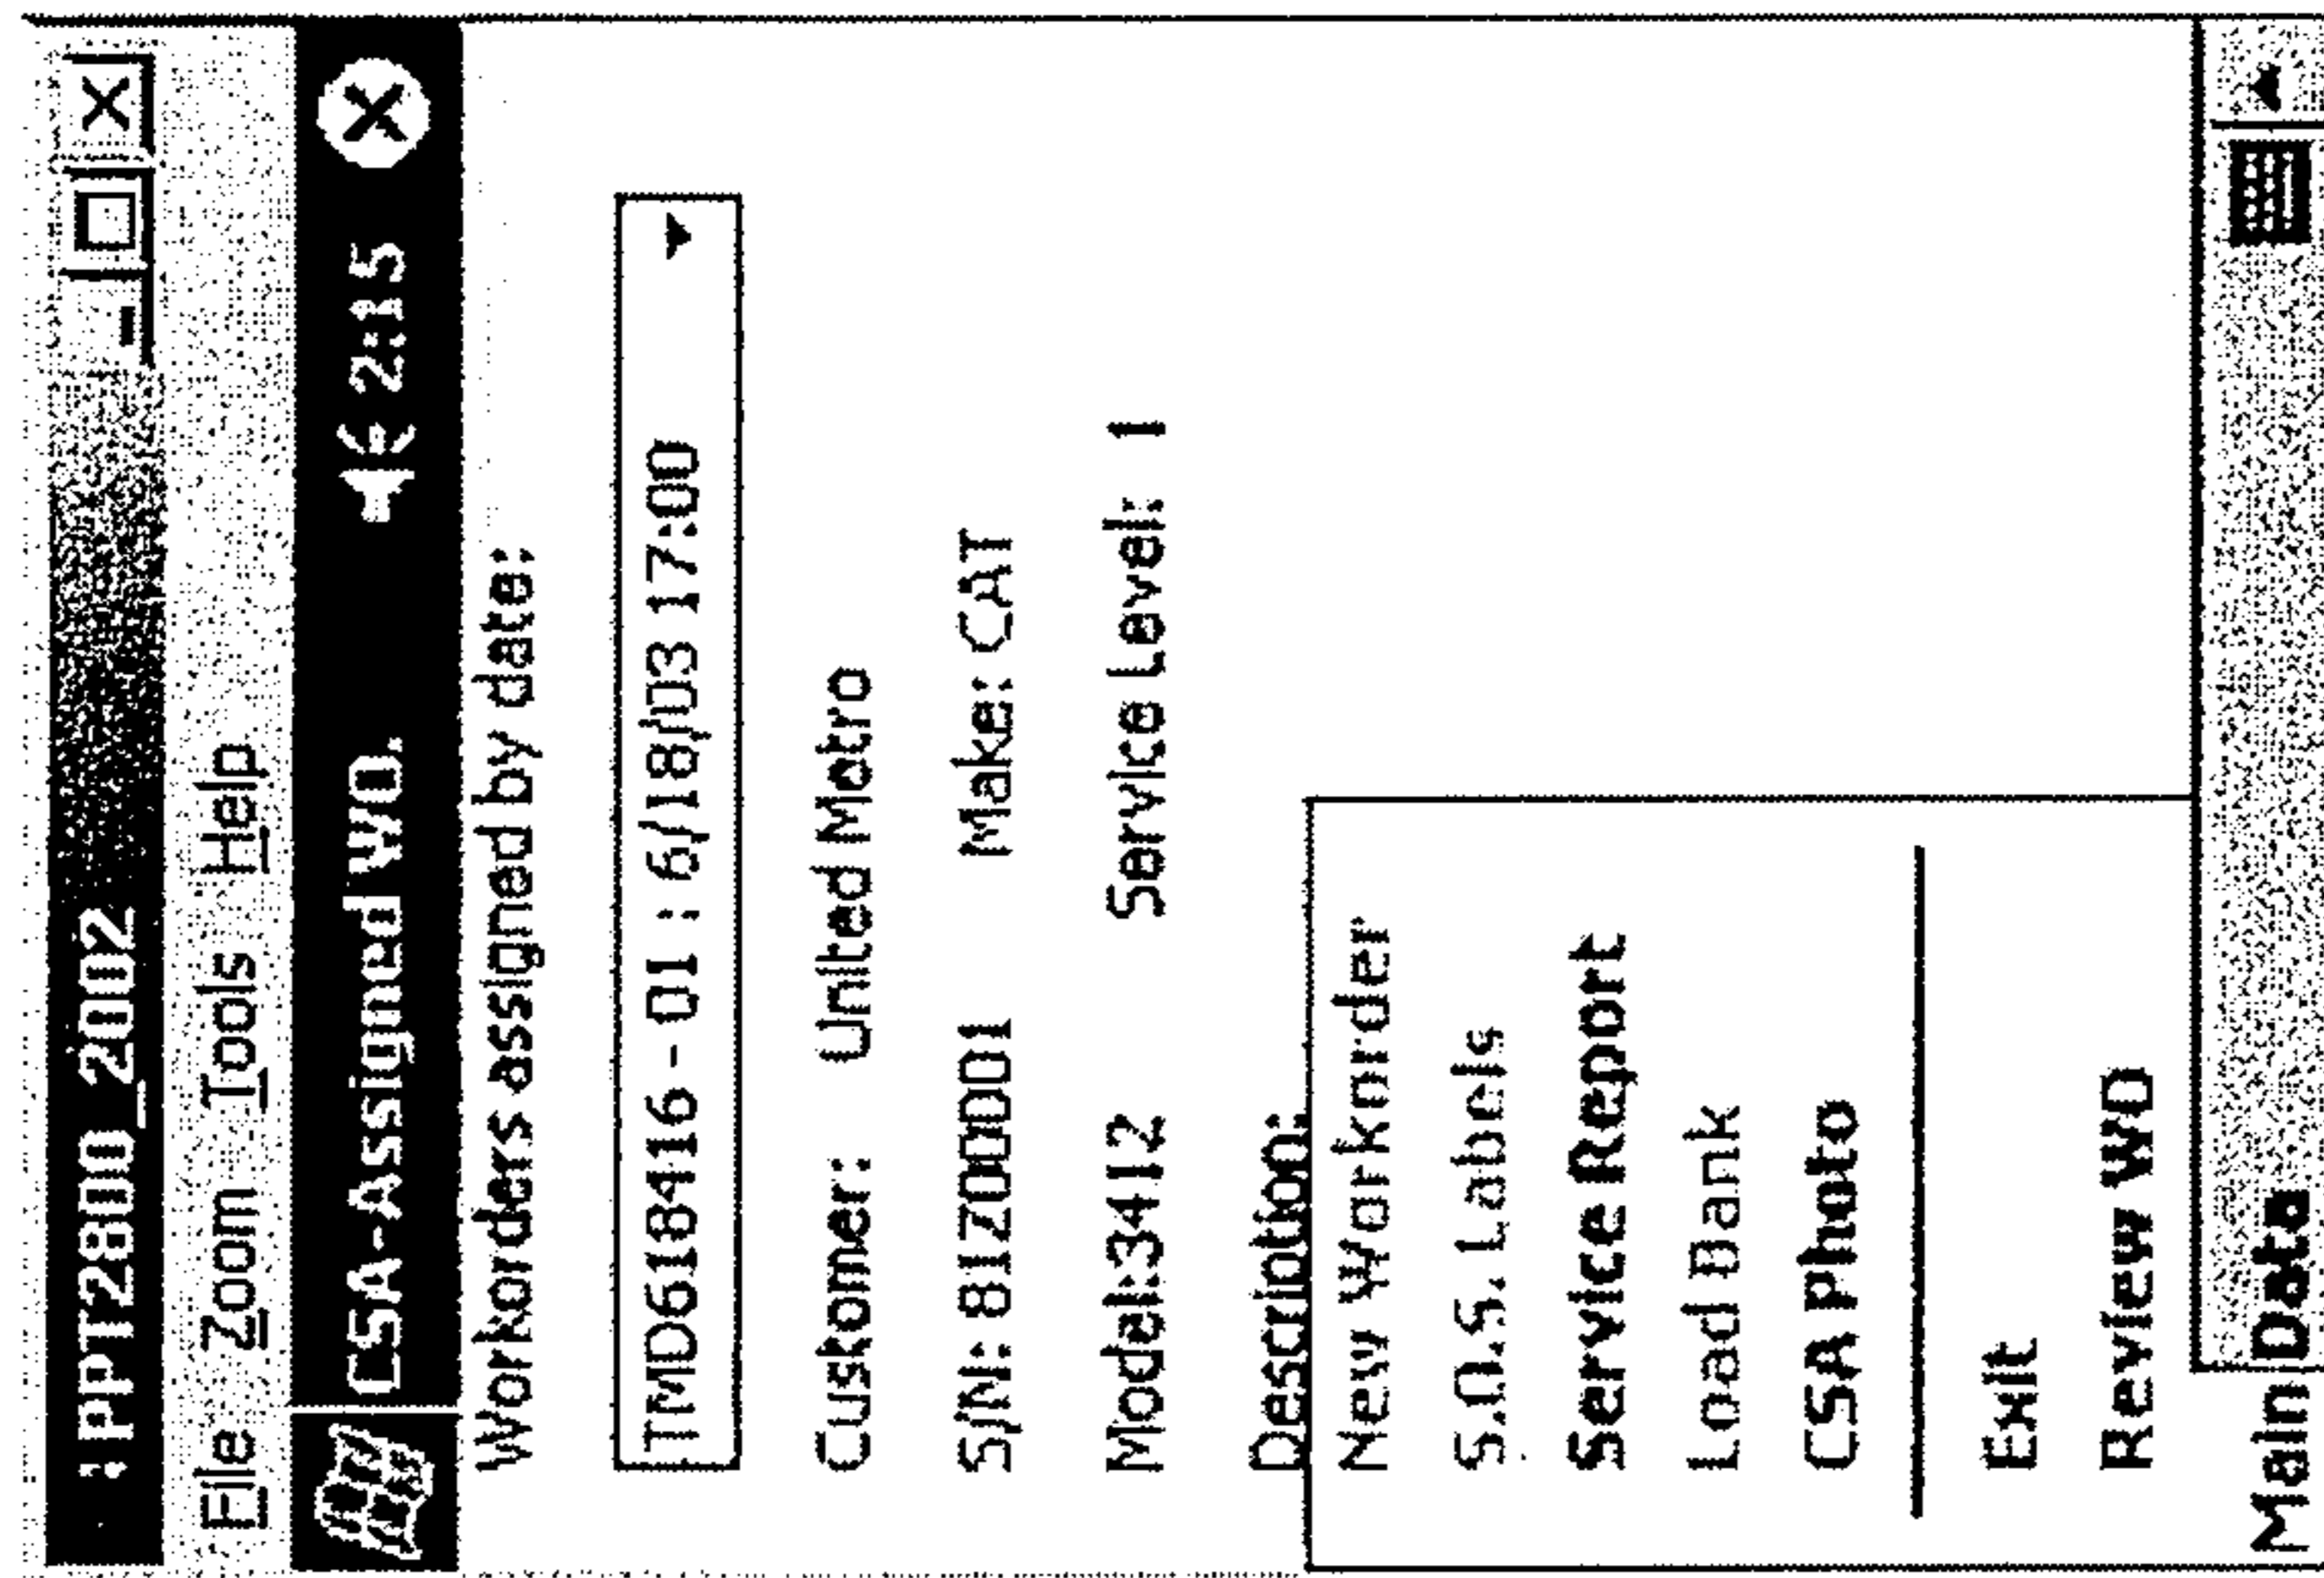 : PPT2800_2002
File Zoom Tools Help
CSA-Assigned WO. 2:15
Workorders assigned by date:
TMD618416 - 01 : 6/18/03 17:00
Customer: United Metro
S/N: 81Z00001 Make: CAT
Model:3412 Service Level: 1
Description:
New Workorder
S.O.S. Labels
Service Report
Load Bank
CSA Photo
Exit
Review WO
Main Data